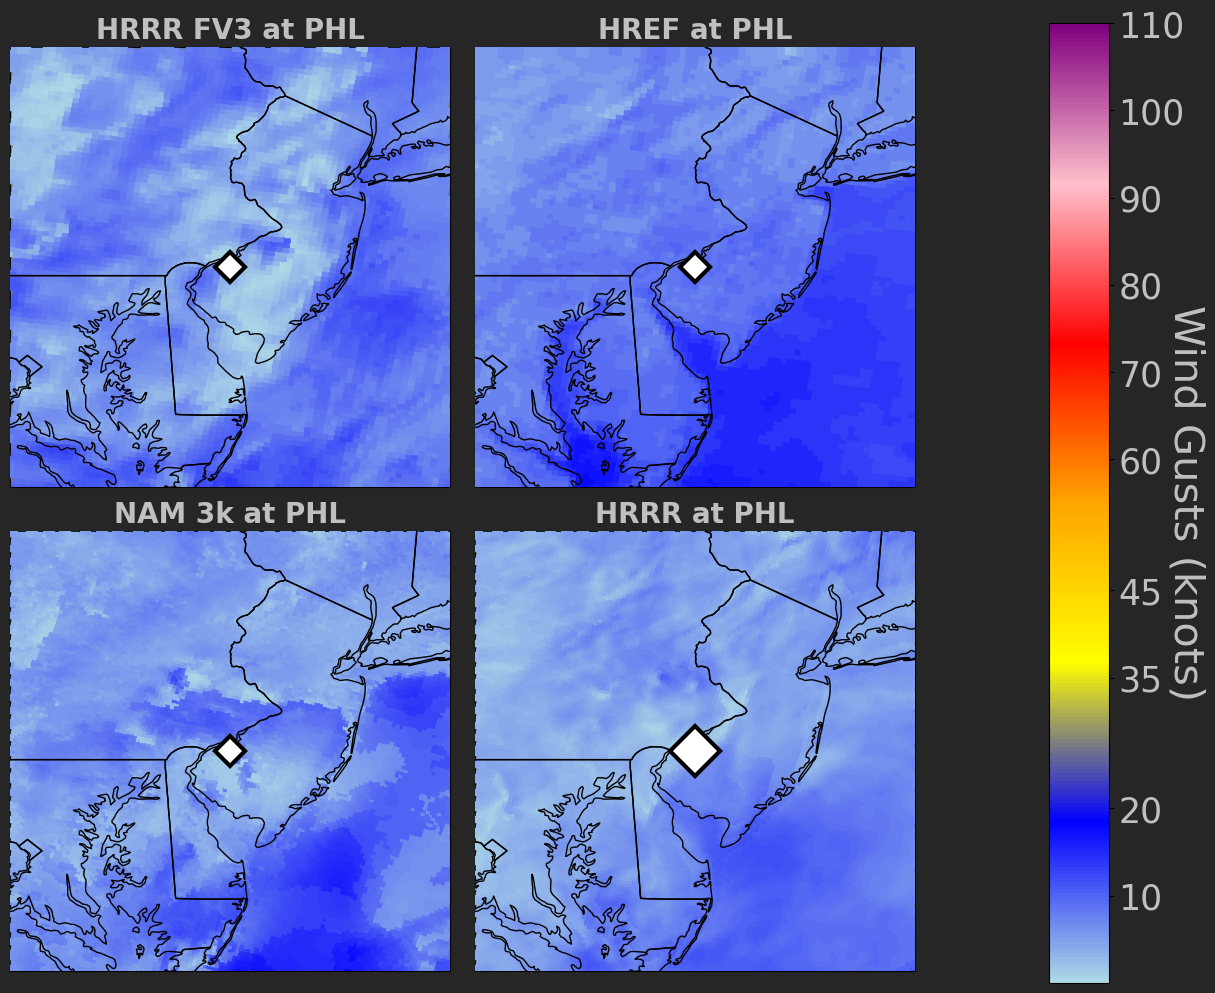 HRRR FV3 at PHL
HREF at PHL
NAM 3k at PHL
HRRR at PHL
110
100
90
80
70
60
45
35
20
10
Wind Gusts (knots)